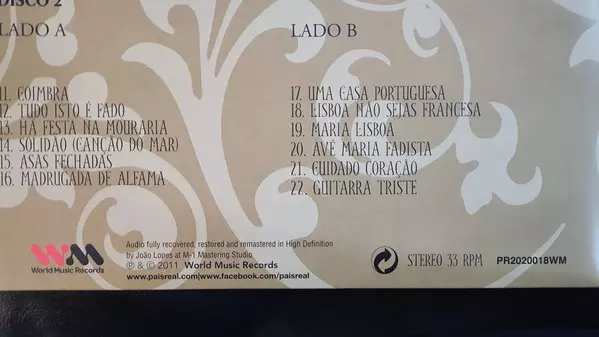 DISCO 2
LADO A
11. COIMBRA
12. TUDO ISTO É FADO
13. HÁ FESTA NA MOURARIA
14. SOLIDÃO (CANÇÃO DO MAR)
15. ASAS FECHADAS
16. MADRUGADA DE ALFAMA
LADO B
17. UMA CASA PORTUGUESA
18. LISBOA NÃO SEJAS FRANCESA
19. MARIA LISBOA
20. AVÉ MARIA FADISTA
21. CUIDADO CORAÇÃO
22. GUITARRA TRISTE
WM
World Music Records
Audio fully recovered, restored and remastered in High Definition
by João Lopes at M-1 Mastering Studio
℗ & © 2011 World Music Records
www.paisreal.com|www.facebook.com/paisreal
STEREO 33 RPM
PR2020018WM